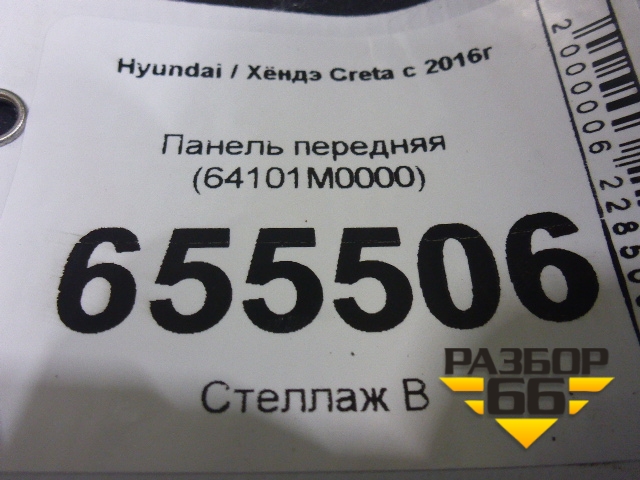 Hyundai / Хёндэ Creta с 2016г
Панель передняя
(64101M0000)
655506
Стеллаж В
РАЗБОР
66